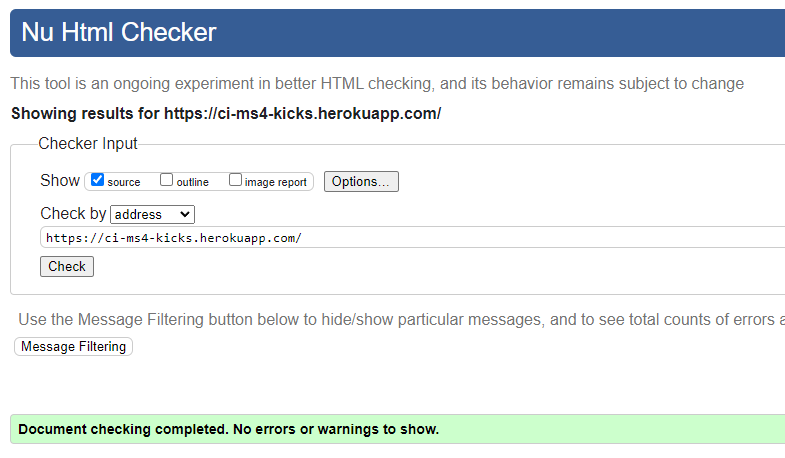 Nu Html Checker
This tool is an ongoing experiment in better HTML checking, and its behavior remains subject to change
Showing results for https://ci-ms4-kicks.herokuapp.com/
Checker Input
Show source outline image report Options...
Check by address
https://ci-ms4-kicks.herokuapp.com/
Check
Use the Message Filtering button below to hide/show particular messages, and to see total counts of errors a
Message Filtering
Document checking completed. No errors or warnings to show.